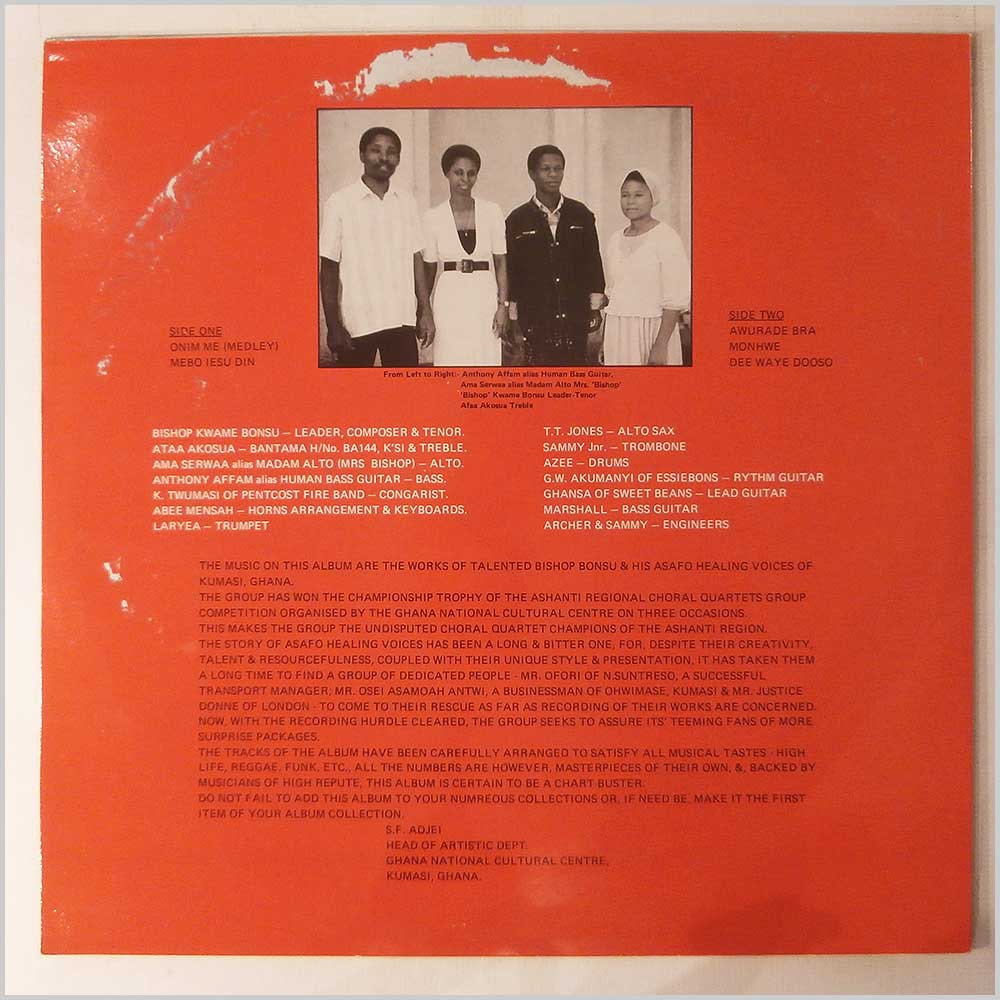 SIDE ONE
ONIM ME (MEDLEY)
MEBO IESU DIN
SIDE TWO
AWURADE BRA
MONHWE
DEE WAYE DOOSO
From Left to Right:- Anthony Affam alias Human Bass Guitar,
Ama Serwaa alias Madam Alto Mrs. 'Bishop'
'Bishop' Kwame Bonsu Leader-Tenor
Afaa Akosua Treble
BISHOP KWAME BONSU — LEADER, COMPOSER & TENOR.
ATAA AKOSUA — BANTAMA H/No. BA144, K'SI & TREBLE.
AMA SERWAA alias MADAM ALTO (MRS BISHOP) — ALTO.
ANTHONY AFFAM alias HUMAN BASS GUITAR — BASS.
K. TWUMASI OF PENTCOST FIRE BAND — CONGARIST.
ABEE MENSAH — HORNS ARRANGEMENT & KEYBOARDS.
LARYEA — TRUMPET
T.T. JONES — ALTO SAX
SAMMY Jnr. — TROMBONE
AZEE — DRUMS
G.W. AKUMANYI OF ESSIEBONS — RYTHM GUITAR
GHANSA OF SWEET BEANS — LEAD GUITAR
MARSHALL — BASS GUITAR
ARCHER & SAMMY — ENGINEERS
THE MUSIC ON THIS ALBUM ARE THE WORKS OF TALENTED BISHOP BONSU & HIS ASAFO HEALING VOICES OF
KUMASI, GHANA.
THE GROUP HAS WON THE CHAMPIONSHIP TROPHY OF THE ASHANTI REGIONAL CHORAL QUARTETS GROUP
COMPETITION ORGANISED BY THE GHANA NATIONAL CULTURAL CENTRE ON THREE OCCASIONS.
THIS MAKES THE GROUP THE UNDISPUTED CHORAL QUARTET CHAMPIONS OF THE ASHANTI REGION.
THE STORY OF ASAFO HEALING VOICES HAS BEEN A LONG & BITTER ONE, FOR, DESPITE THEIR CREATIVITY,
TALENT & RESOURCEFULNESS, COUPLED WITH THEIR UNIQUE STYLE & PRESENTATION, IT HAS TAKEN THEM
A LONG TIME TO FIND A GROUP OF DEDICATED PEOPLE - MR. OFORI OF N.SUNTRESO, A SUCCESSFUL
TRANSPORT MANAGER; MR. OSEI ASAMOAH ANTWI, A BUSINESSMAN OF OHWIMASE, KUMASI & MR. JUSTICE
DONNE OF LONDON - TO COME TO THEIR RESCUE AS FAR AS RECORDING OF THEIR WORKS ARE CONCERNED.
NOW, WITH THE RECORDING HURDLE CLEARED, THE GROUP SEEKS TO ASSURE ITS' TEEMING FANS OF MORE
SURPRISE PACKAGES.
THE TRACKS OF THE ALBUM HAVE BEEN CAREFULLY ARRANGED TO SATISFY ALL MUSICAL TASTES - HIGH
LIFE, REGGAE, FUNK, ETC., ALL THE NUMBERS ARE HOWEVER, MASTERPIECES OF THEIR OWN, &, BACKED BY
MUSICIANS OF HIGH REPUTE, THIS ALBUM IS CERTAIN TO BE A CHART-BUSTER.
DO NOT FAIL TO ADD THIS ALBUM TO YOUR NUMREOUS COLLECTIONS OR, IF NEED BE, MAKE IT THE FIRST
ITEM OF YOUR ALBUM COLLECTION.
S.F. ADJEI
HEAD OF ARTISTIC DEPT.
GHANA NATIONAL CULTURAL CENTRE,
KUMASI, GHANA.